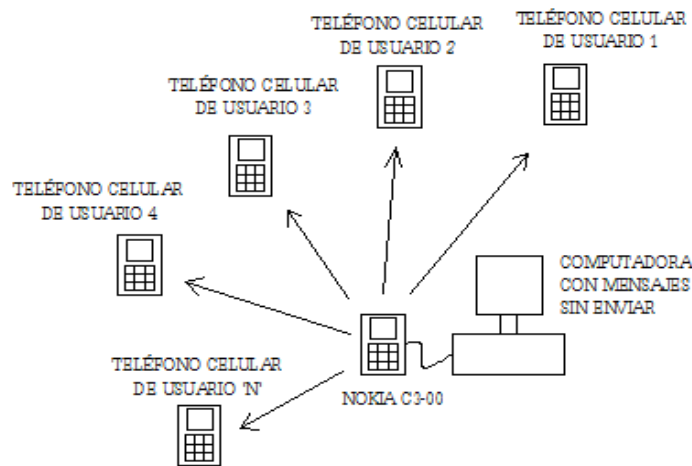 TELÉFONO CELULAR
DE USUARIO 2
TELÉFONO CELULAR
DE USUARIO 1
TELÉFONO CELULAR
DE USUARIO 3
TELÉFONO CELULAR
DE USUARIO 4
COMPUTADORA
CON MENSAJES
SIN ENVIAR
TELÉFONO CELULAR
DE USUARIO 'N'
NOKIA C3-00